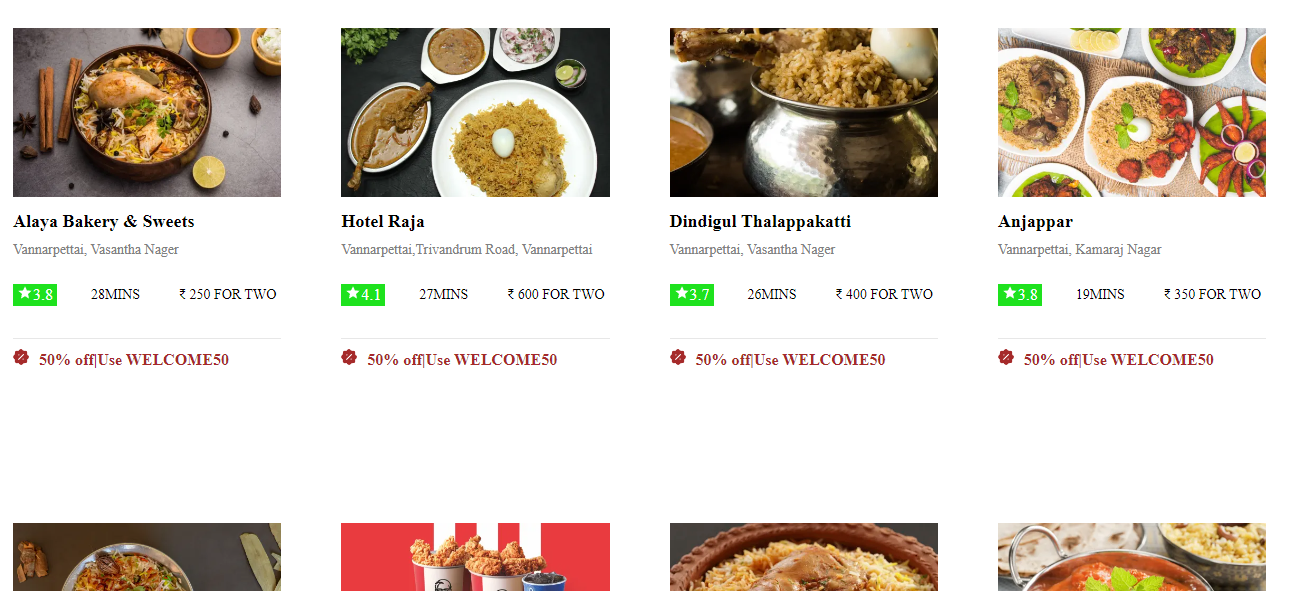 Alaya Bakery & Sweets
Vannarpettai, Vasantha Nager
★3.8 28MINS ₹ 250 FOR TWO
50% off|Use WELCOME50
Hotel Raja
Vannarpettai,Trivandrum Road, Vannarpettai
★4.1 27MINS ₹ 600 FOR TWO
50% off|Use WELCOME50
Dindigul Thalappakatti
Vannarpettai, Vasantha Nager
★3.7 26MINS ₹ 400 FOR TWO
50% off|Use WELCOME50
Anjappar
Vannarpettai, Kamaraj Nagar
★3.8 19MINS ₹ 350 FOR TWO
50% off|Use WELCOME50